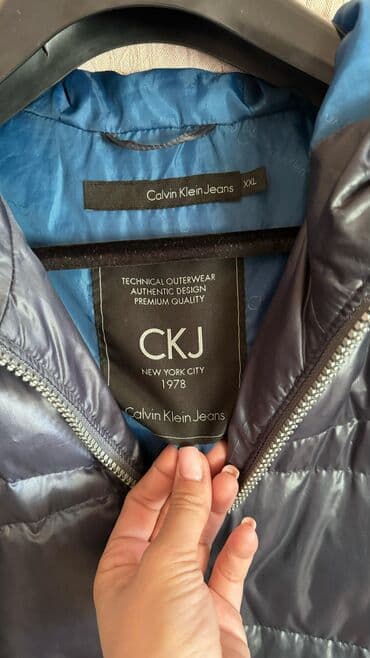 Calvin Klein Jeans
XXL
TECHNICAL OUTERWEAR
AUTHENTIC DESIGN
PREMIUM QUALITY
CKJ
NEW YORK CITY
1978
Calvin Klein Jeans